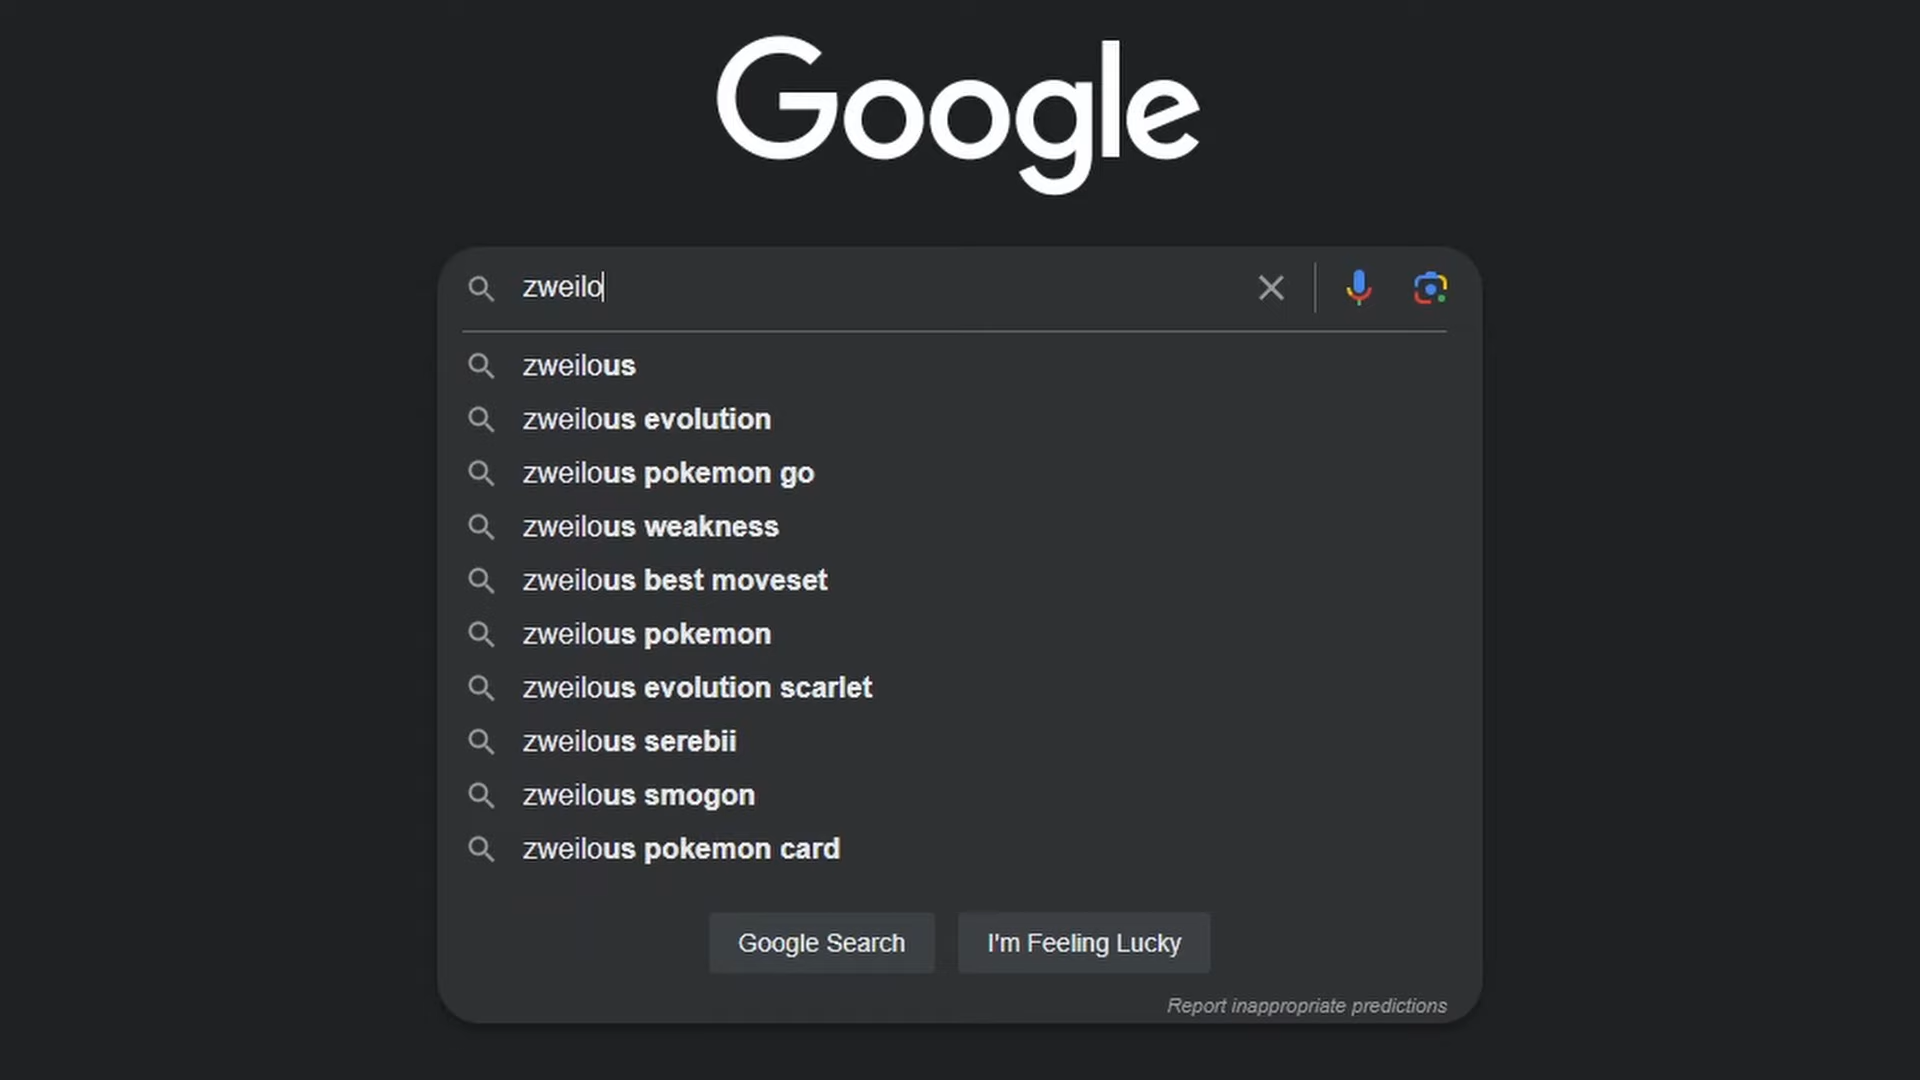 Google
zweilo
zweilous
zweilous evolution
zweilous pokemon go
zweilous weakness
zweilous best moveset
zweilous pokemon
zweilous evolution scarlet
zweilous serebii
zweilous smogon
zweilous pokemon card
Google Search I'm Feeling Lucky
Report inappropriate predictions